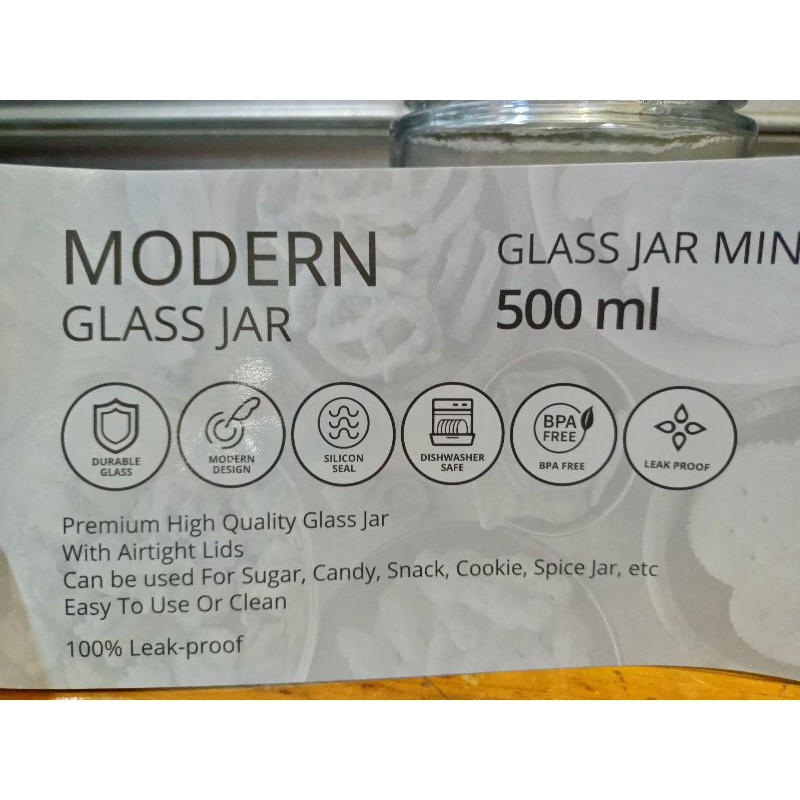 MODERN
GLASS JAR
GLASS JAR MIN
500 ml
DURABLE
GLASS
MODERN
DESIGN
SILICON
SEAL
DISHWASHER
SAFE
BPA
FREE
BPA FREE
LEAK PROOF
Premium High Quality Glass Jar
With Airtight Lids
Can be used For Sugar, Candy, Snack, Cookie, Spice Jar, etc
Easy To Use Or Clean
100% Leak-proof